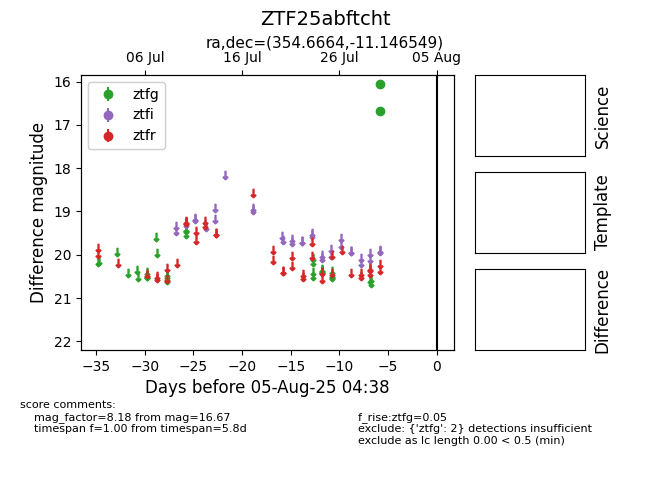 ZTF25abftcht
ra,dec=(354.6664,-11.146549)
06 Jul 16 Jul 26 Jul 05 Aug
ztfg
ztfi
ztfr
16
17
18
19
20
21
22
Difference magnitude
−35 −30 −25 −20 −15 −10 −5 0
Days before 05-Aug-25 04:38
Science
Template
Difference
score comments:
mag_factor=8.18 from mag=16.67
timespan f=1.00 from timespan=5.8d
f_rise:ztfg=0.05
exclude: {'ztfg': 2} detections insufficient
exclude as lc length 0.00 < 0.5 (min)